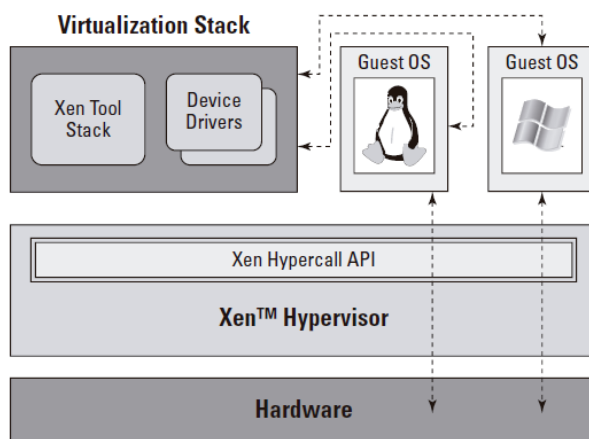 Virtualization Stack
Xen Tool
Stack
Device
Drivers
Guest OS
Guest OS
Xen Hypercall API
Xen™ Hypervisor
Hardware